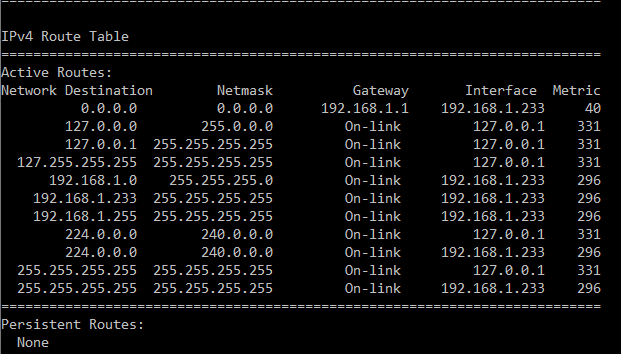 ===========================================================================
IPv4 Route Table
===========================================================================
Active Routes:
Network Destination        Netmask          Gateway       Interface  Metric
          0.0.0.0          0.0.0.0      192.168.1.1    192.168.1.233     40
        127.0.0.0        255.0.0.0         On-link         127.0.0.1    331
        127.0.0.1  255.255.255.255         On-link         127.0.0.1    331
  127.255.255.255  255.255.255.255         On-link         127.0.0.1    331
      192.168.1.0    255.255.255.0         On-link     192.168.1.233    296
    192.168.1.233  255.255.255.255         On-link     192.168.1.233    296
    192.168.1.255  255.255.255.255         On-link     192.168.1.233    296
        224.0.0.0        240.0.0.0         On-link         127.0.0.1    331
        224.0.0.0        240.0.0.0         On-link     192.168.1.233    296
  255.255.255.255  255.255.255.255         On-link         127.0.0.1    331
  255.255.255.255  255.255.255.255         On-link     192.168.1.233    296
===========================================================================
Persistent Routes:
  None